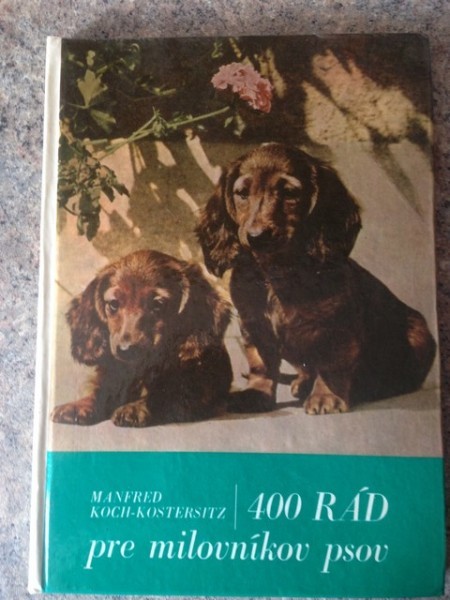 MANFRED
KOCH-KOSTERSITZ
400 RÁD
pre milovníkov psov